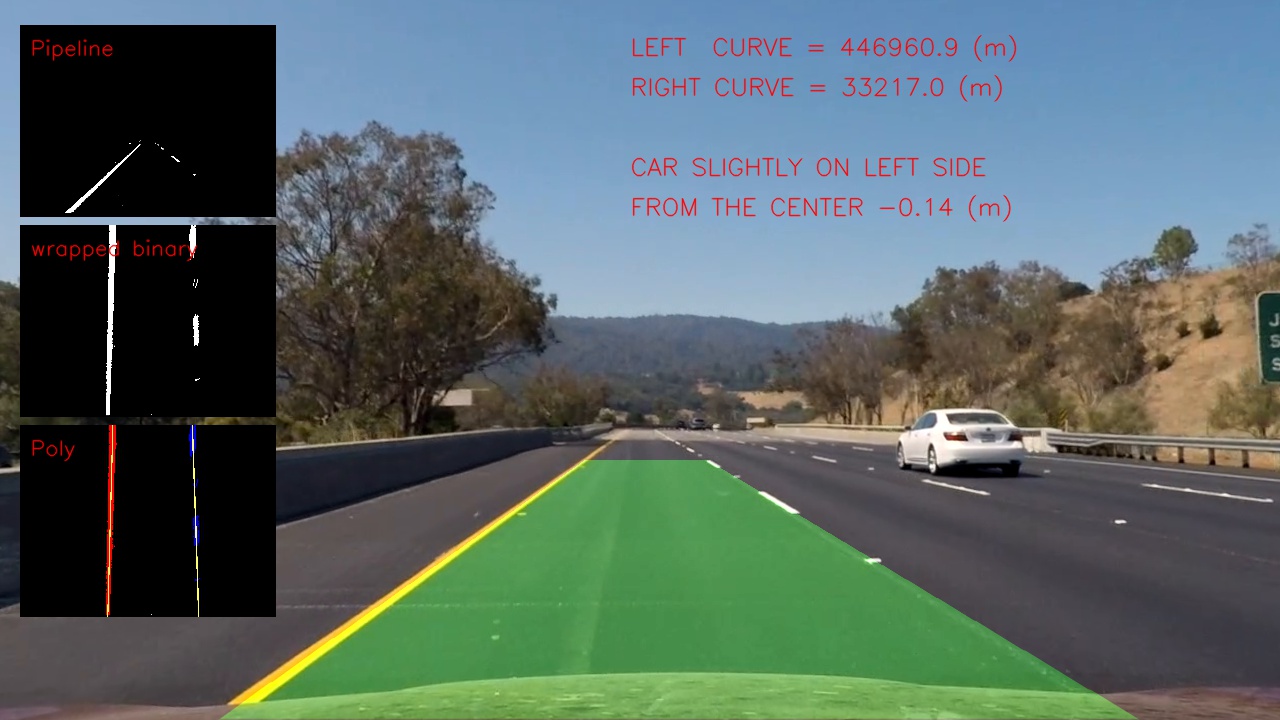 Pipeline
wrapped binary
Poly
LEFT CURVE = 446960.9 (m)
RIGHT CURVE = 33217.0 (m)
CAR SLIGHTLY ON LEFT SIDE
FROM THE CENTER -0.14 (m)
J
S
S